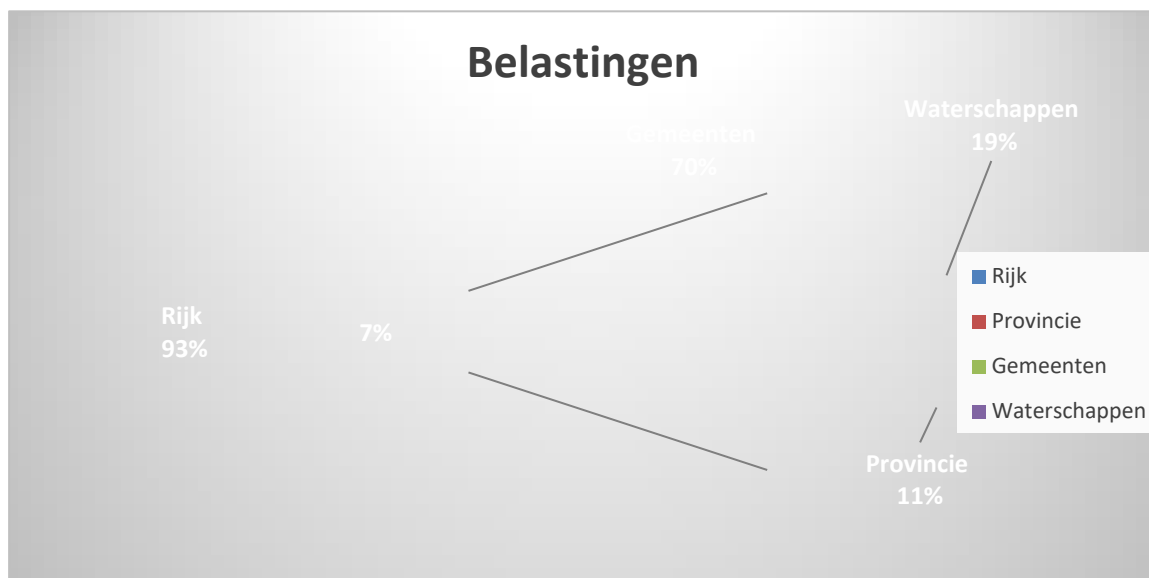 Belastingen
Waterschappen
19%
Gemeenten
70%
Rijk
93%
7%
Provincie
11%
Rijk
Provincie
Gemeenten
Waterschappen